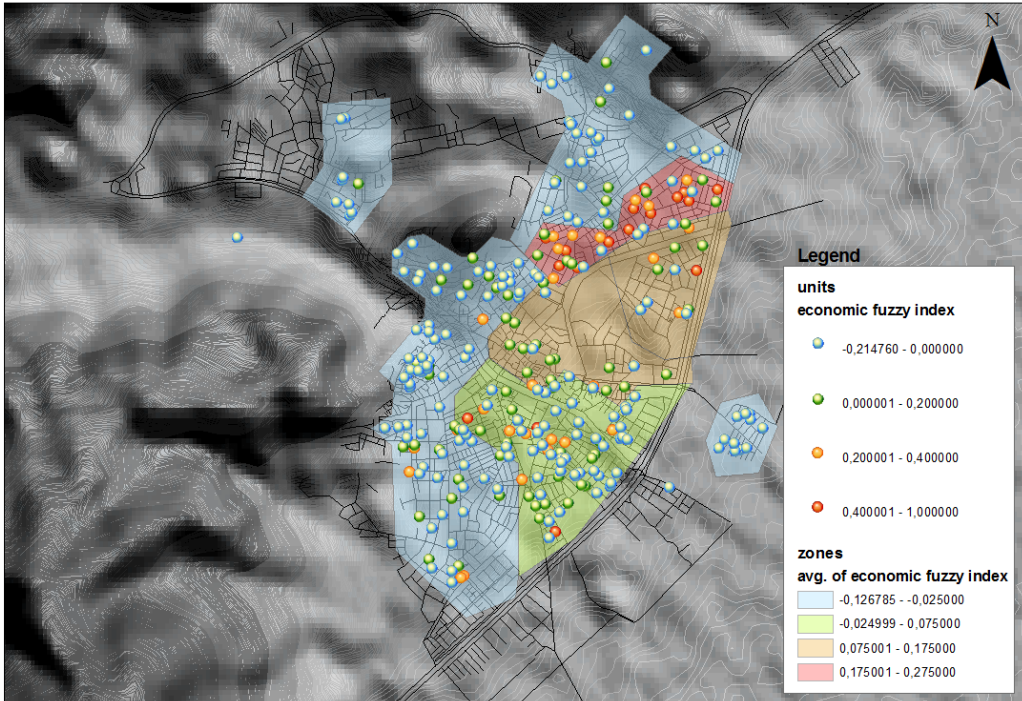 N
Legend
units
economic fuzzy index
-0,214760 - 0,000000
0,000001 - 0,200000
0,200001 - 0,400000
0,400001 - 1,000000
zones
avg. of economic fuzzy index
-0,126785 - -0,025000
-0,024999 - 0,075000
0,075001 - 0,175000
0,175001 - 0,275000